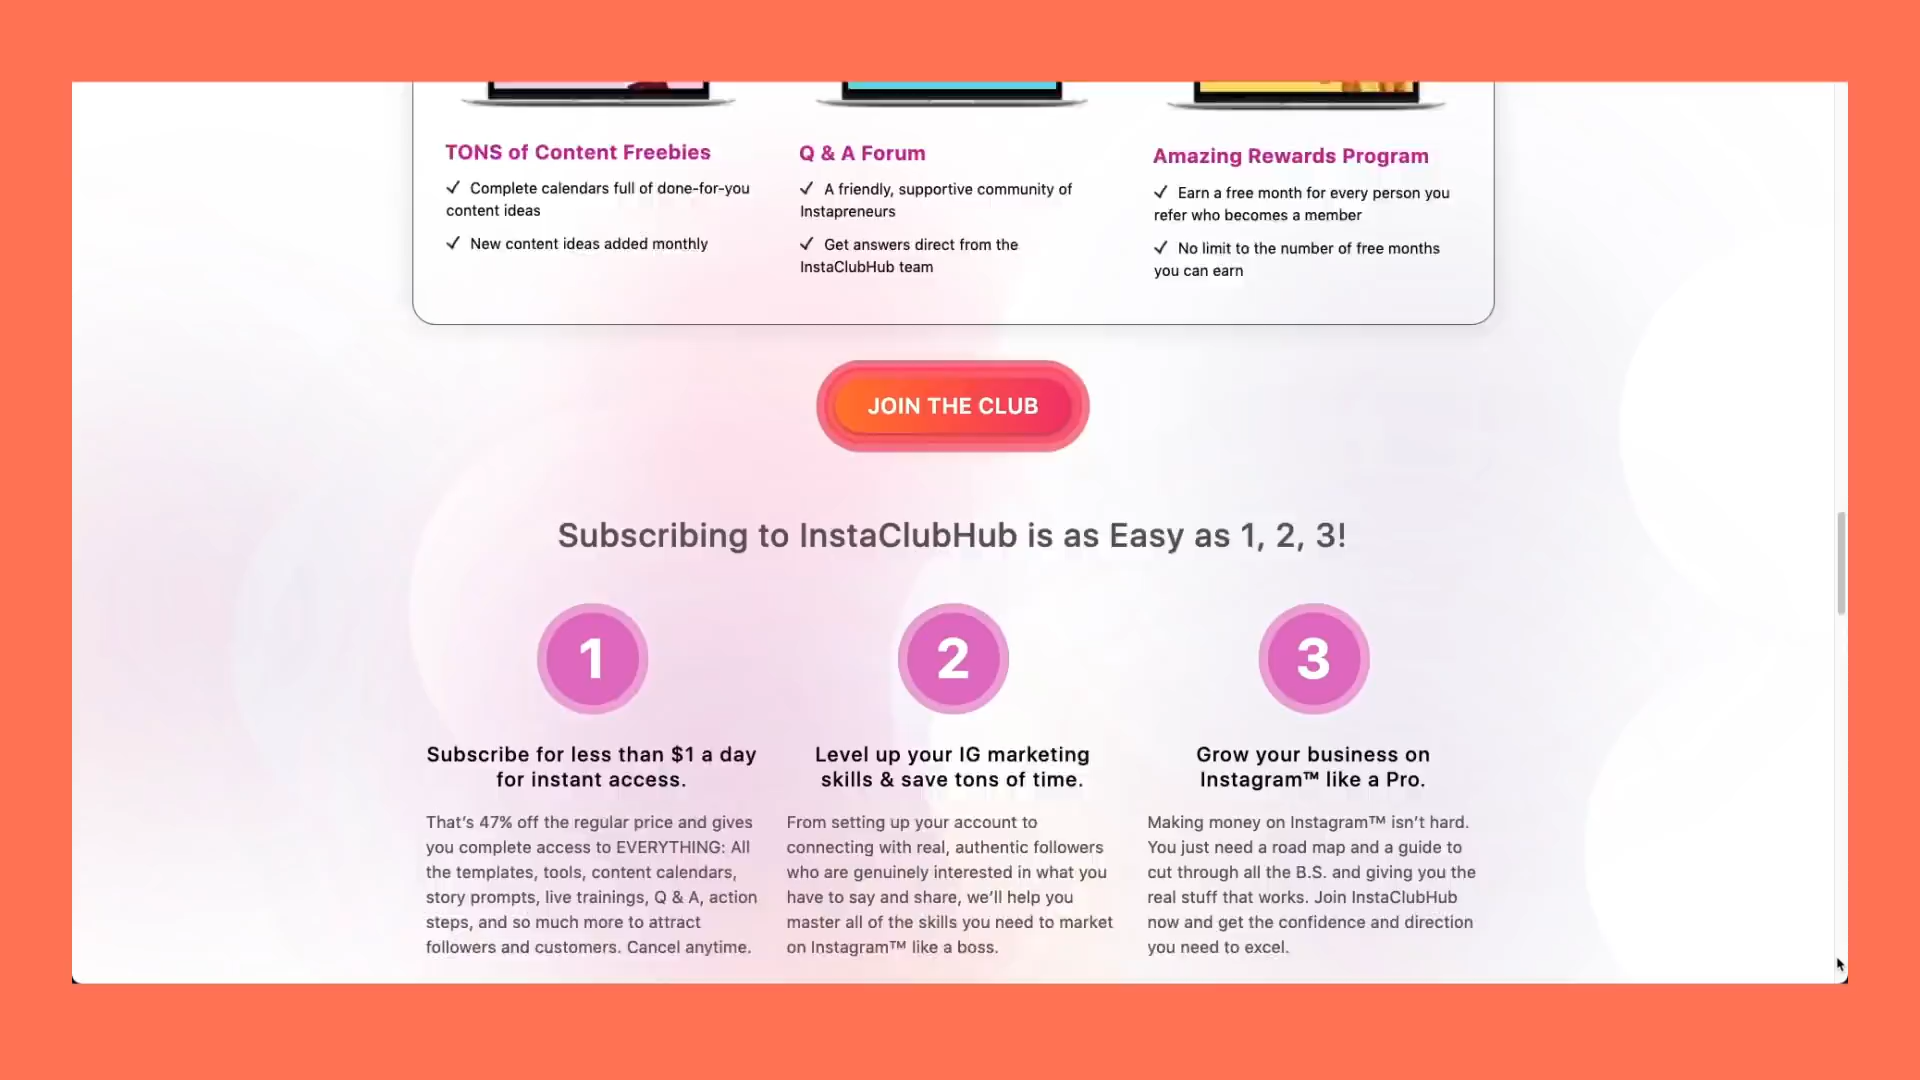 TONS of Content Freebies
✓ Complete calendars full of done-for-you
content ideas
✓ New content ideas added monthly
Q & A Forum
✓ A friendly, supportive community of
Instapreneurs
✓ Get answers direct from the
InstaClubHub team
Amazing Rewards Program
✓ Earn a free month for every person you
refer who becomes a member
✓ No limit to the number of free months
you can earn
JOIN THE CLUB
Subscribing to InstaClubHub is as Easy as 1, 2, 3!
1
Subscribe for less than $1 a day
for instant access.
That’s 47% off the regular price and gives
you complete access to EVERYTHING: All
the templates, tools, content calendars,
story prompts, live trainings, Q & A, action
steps, and so much more to attract
followers and customers. Cancel anytime.
2
Level up your IG marketing
skills & save tons of time.
From setting up your account to
connecting with real, authentic followers
who are genuinely interested in what you
have to say and share, we’ll help you
master all of the skills you need to market
on Instagram™ like a boss.
3
Grow your business on
Instagram™ like a Pro.
Making money on Instagram™ isn’t hard.
You just need a road map and a guide to
cut through all the B.S. and giving you the
real stuff that works. Join InstaClubHub
now and get the confidence and direction
you need to excel.